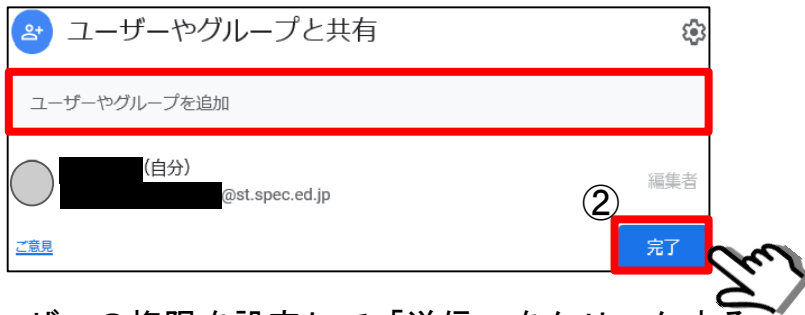 ユーザーやグループと共有
ユーザーやグループを追加
(自分)
@st.spec.ed.jp
編集者
②
ご意見
完了